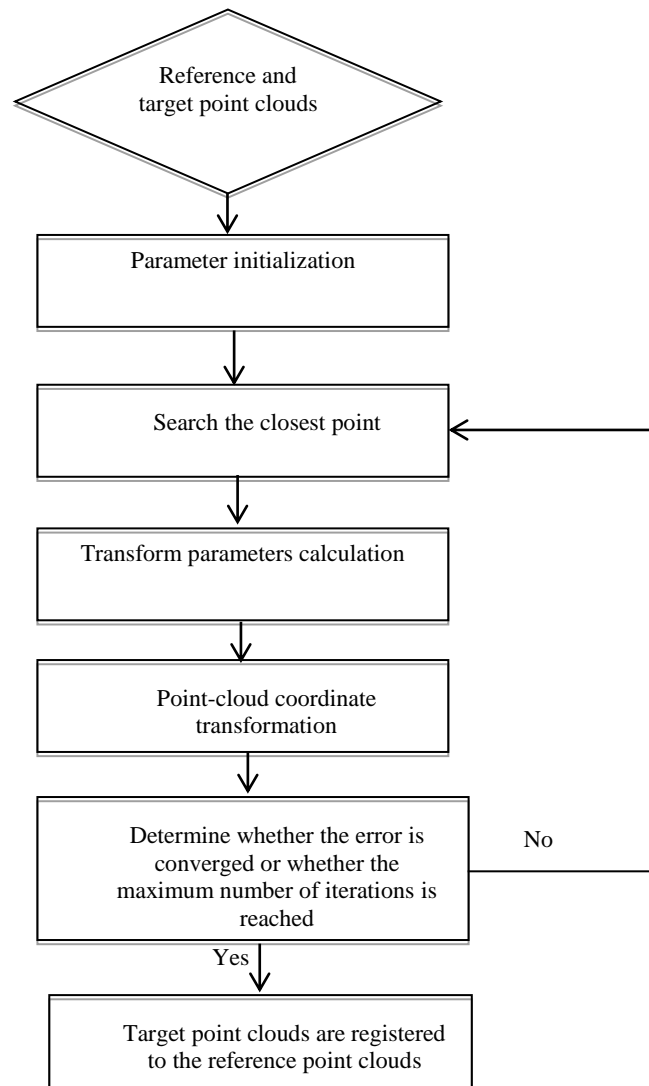 Reference and
target point clouds
Parameter initialization
Search the closest point
Transform parameters calculation
Point-cloud coordinate
transformation
Determine whether the error is
converged or whether the
maximum number of iterations is
reached
No
Yes
Target point clouds are registered
to the reference point clouds